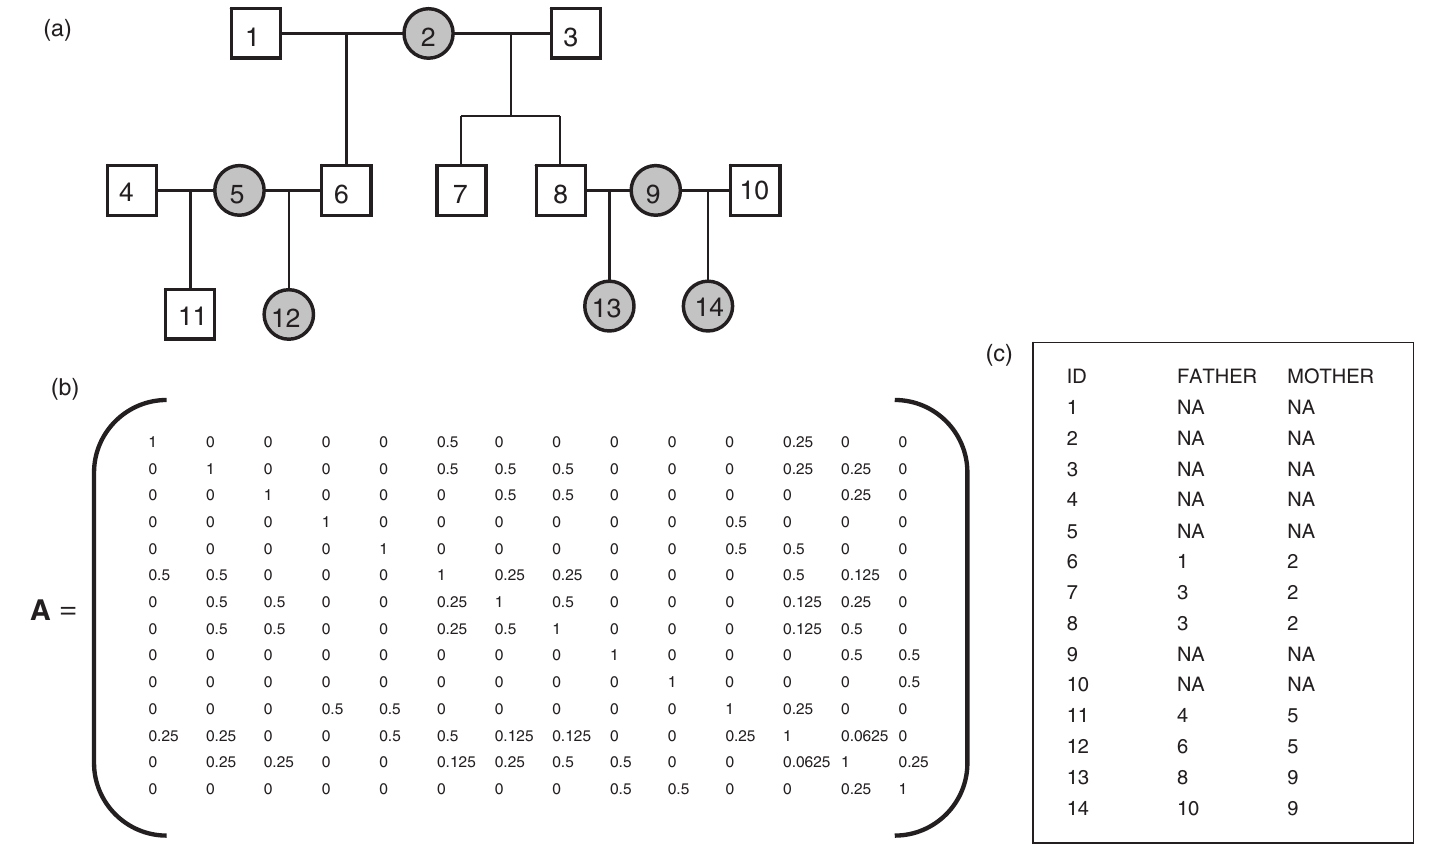 (a)
1 2 3
4 5 6 7 8 9 10
11 12 13 14
(b)
A =
1 0 0 0 0 0.5 0 0 0 0 0 0.25 0 0
0 1 0 0 0 0.5 0.5 0.5 0 0 0 0.25 0.25 0
0 0 1 0 0 0 0.5 0.5 0 0 0 0 0.25 0
0 0 0 1 0 0 0 0 0 0 0.5 0 0 0
0 0 0 0 1 0 0 0 0 0 0.5 0.5 0 0
0.5 0.5 0 0 0 1 0.25 0.25 0 0 0 0.5 0.125 0
0 0.5 0.5 0 0 0.25 1 0.5 0 0 0 0.125 0.25 0
0 0.5 0.5 0 0 0.25 0.5 1 0 0 0 0.125 0.5 0
0 0 0 0 0 0 0 0 1 0 0 0 0.5 0.5
0 0 0 0 0 0 0 0 0 1 0 0 0 0.5
0 0 0 0.5 0.5 0 0 0 0 0 1 0.25 0 0
0.25 0.25 0 0 0.5 0.5 0.125 0.125 0 0 0.25 1 0.0625 0
0 0.25 0.25 0 0 0.125 0.25 0.5 0.5 0 0 0.0625 1 0.25
0 0 0 0 0 0 0 0 0.5 0.5 0 0 0.25 1
(c)
ID FATHER MOTHER
1 NA NA
2 NA NA
3 NA NA
4 NA NA
5 NA NA
6 1 2
7 3 2
8 3 2
9 NA NA
10 NA NA
11 4 5
12 6 5
13 8 9
14 10 9